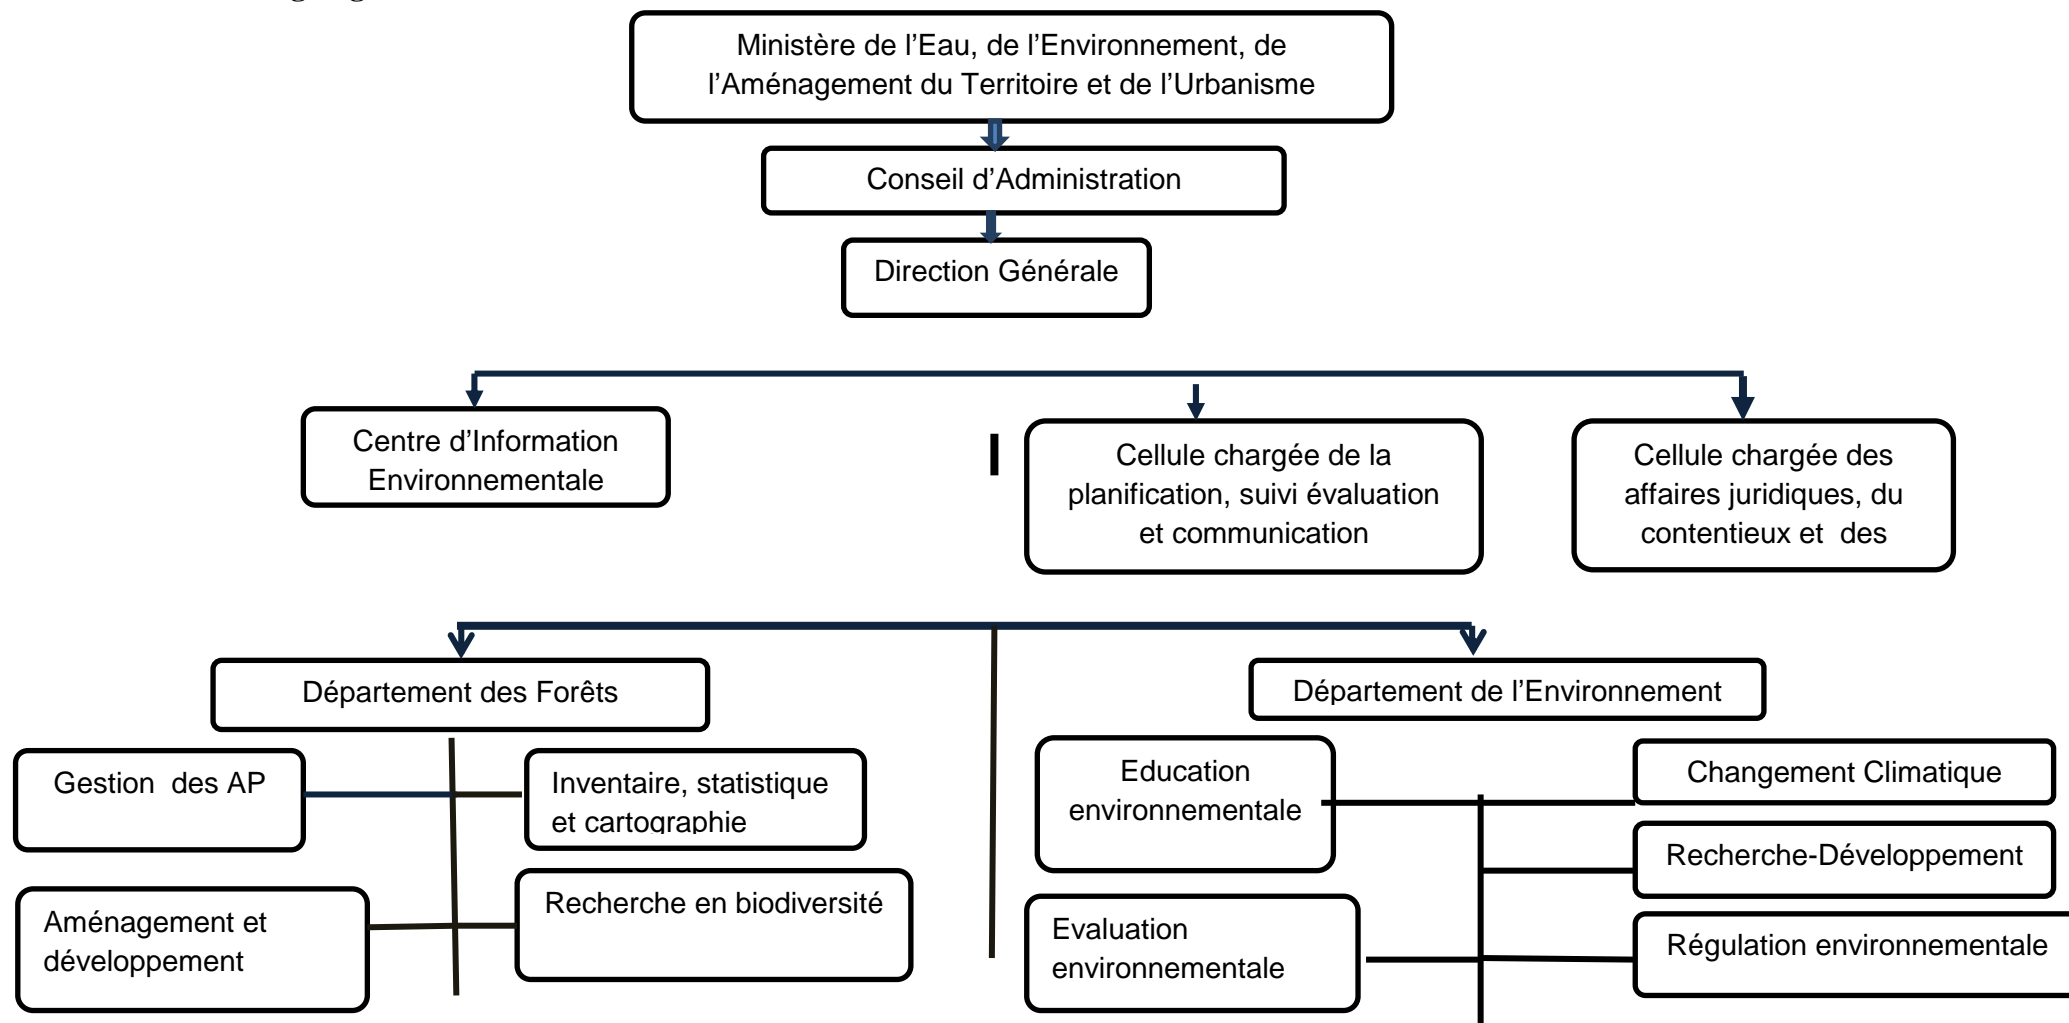 Ministère de l’Eau, de l’Environnement, de
l’Aménagement du Territoire et de l’Urbanisme
Conseil d’Administration
Direction Générale
Centre d’Information
Environnementale
Cellule chargée de la
planification, suivi évaluation
et communication
Cellule chargée des
affaires juridiques, du
contentieux et  des
Département des Forêts
Département de l’Environnement
Gestion  des AP
Inventaire, statistique
et cartographie
Aménagement et
développement
Recherche en biodiversité
Education
environnementale
Changement Climatique
Recherche-Développement
Evaluation
environnementale
Régulation environnementale